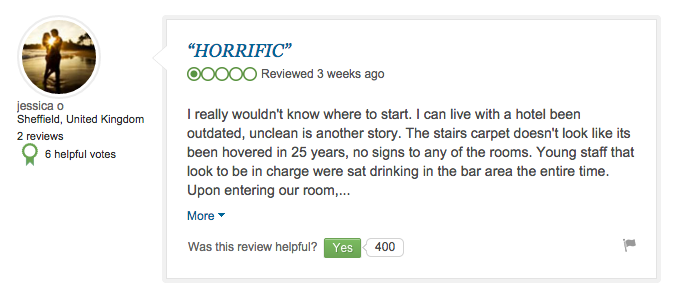 “HORRIFIC”
Reviewed 3 weeks ago
jessica o
Sheffield, United Kingdom
2 reviews
6 helpful votes
I really wouldn't know where to start. I can live with a hotel been
outdated, unclean is another story. The stairs carpet doesn't look like its
been hovered in 25 years, no signs to any of the rooms. Young staff that
look to be in charge were sat drinking in the bar area the entire time.
Upon entering our room,...
More
Was this review helpful? Yes 400